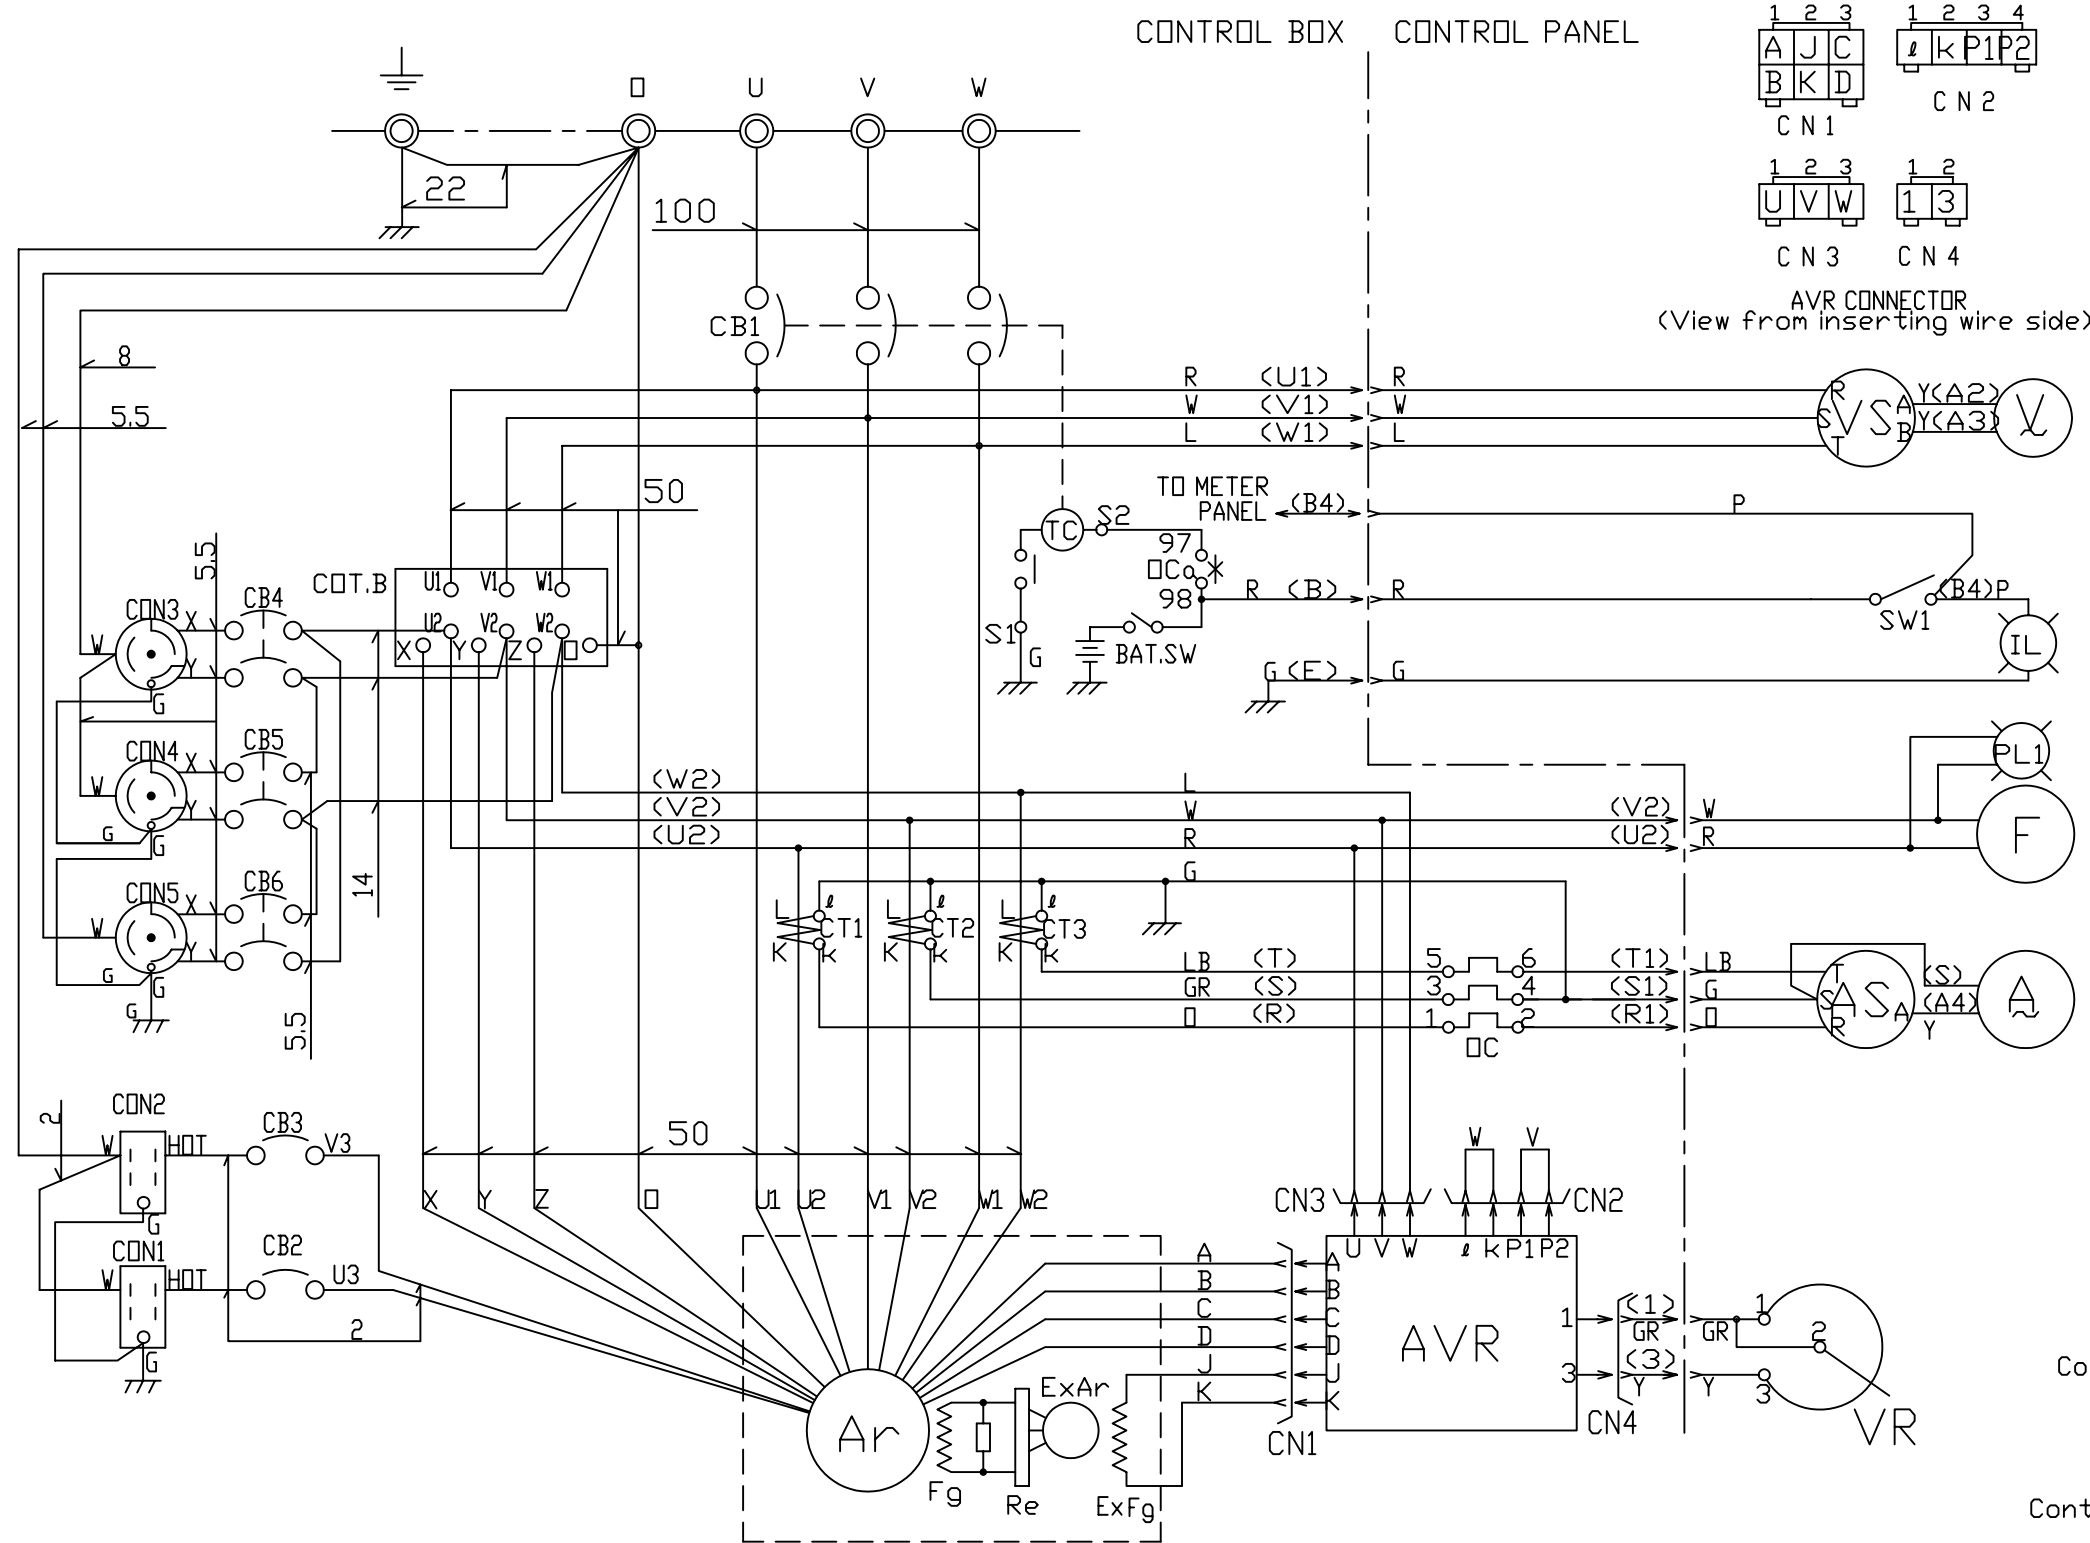 CONTROL BOX CONTROL PANEL
1 2 3
A J C
B K D
CN1
1 2 3 4
ℓ k P1 P2
CN2
1 2 3
U V W
CN3
1 2
1 3
CN4
AVR CONNECTOR
(View from inserting wire side)
O U V W
22
100
8
5.5
CB1
R (U1) R
W (V1) W
L (W1) L
R S T VS A B
Y(A2)
Y(A3)
V
50
TO METER
PANEL (B4) P
TC S2
97
OCa
98
R (B) R
SW1 (B4)P
IL
S1 G
BAT.SW
G (E) G
5.5
COT.B
U1 V1 W1
U2 V2 W2
X Y Z O
CON3 X CB4
W Y G
CON4 X CB5
W Y
G G
CON5 X CB6
W Y
G G
G
14
5.5
PL1
F
(W2) L
(V2) W (V2) W
(U2) R (U2) R
G
L ℓ CT1 K k
L ℓ CT2 K k
L ℓ CT3 K k
LB (T) 5 6 (T1) LB
GR (S) 3 4 (S1) G
O (R) 1 2 (R1) O
OC
T S R AS A
(S)
(A4)
Y
A
2
CON2
W HOT
CB3 V3
G
CON1
W HOT
CB2 U3
G
2
50
X Y Z O U1 U2 V1 V2 W1 W2
W V
CN3 CN2
U V W ℓ k P1 P2
A A
B B
C C
D D
J J
K K
AVR
1 (1) 1
GR GR
3 (3) 3
Y Y
2
VR
CN1
CN4
Ar
Fg
Re
ExAr
ExFg
Co
Cont